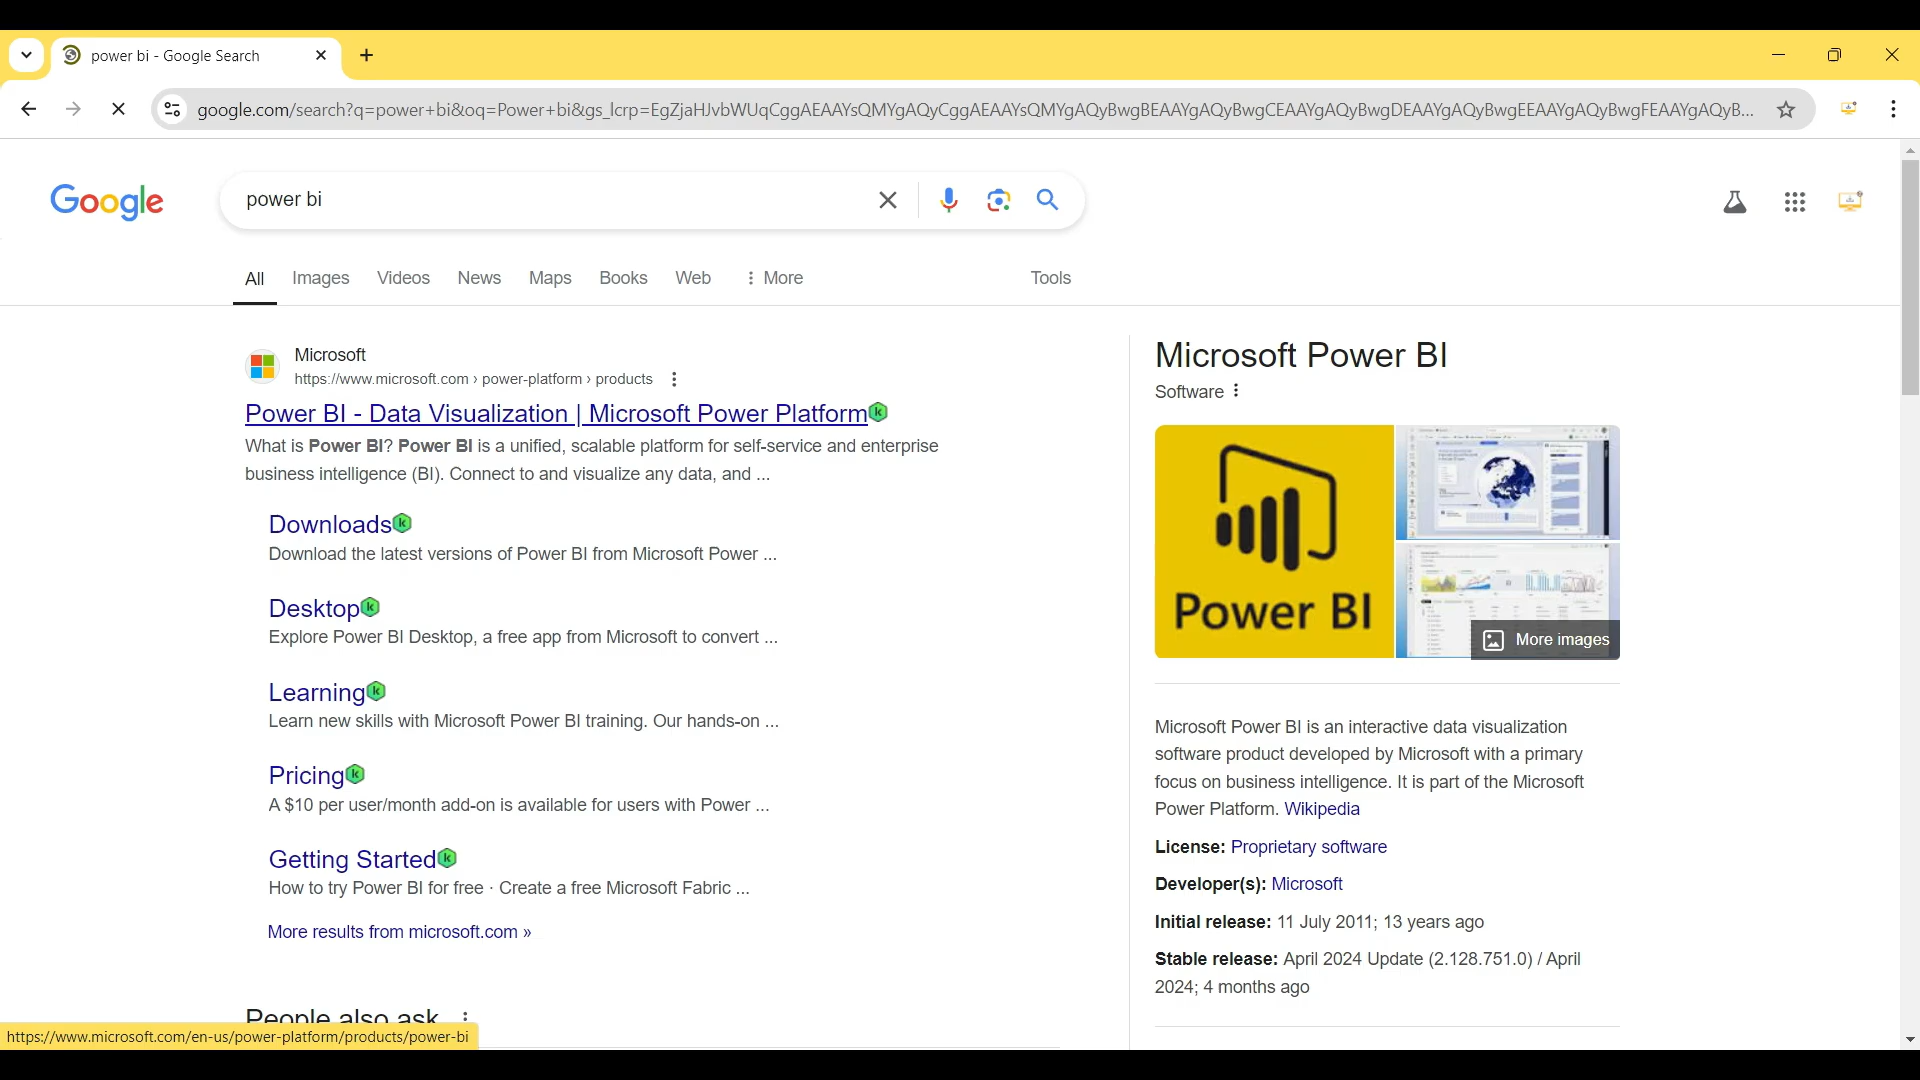 power bi - Google Search
google.com/search?q=power+bi&oq=Power+bi&gs_lcrp=EgZjaHJvbWUqCggAEAAYsQMYgAQyCggAEAAYsQMYgAQyBwgBEAAYgAQyBwgCEAAYgAQyBwgDEAAYgAQyBwgEEAAYgAQyBwgFEAAYgAQyB...
Google
power bi
All Images Videos News Maps Books Web More Tools
Microsoft
https://www.microsoft.com › power-platform › products
Power BI - Data Visualization | Microsoft Power Platform
What is Power BI? Power BI is a unified, scalable platform for self-service and enterprise
business intelligence (BI). Connect to and visualize any data, and ...
Downloads
Download the latest versions of Power BI from Microsoft Power ...
Desktop
Explore Power BI Desktop, a free app from Microsoft to convert ...
Learning
Learn new skills with Microsoft Power BI training. Our hands-on ...
Pricing
A $10 per user/month add-on is available for users with Power ...
Getting Started
How to try Power BI for free · Create a free Microsoft Fabric ...
More results from microsoft.com »
People also ask
https://www.microsoft.com/en-us/power-platform/products/power-bi
Microsoft Power BI
Software
Power BI
More images
Microsoft Power BI is an interactive data visualization
software product developed by Microsoft with a primary
focus on business intelligence. It is part of the Microsoft
Power Platform. Wikipedia
License: Proprietary software
Developer(s): Microsoft
Initial release: 11 July 2011; 13 years ago
Stable release: April 2024 Update (2.128.751.0) / April
2024; 4 months ago